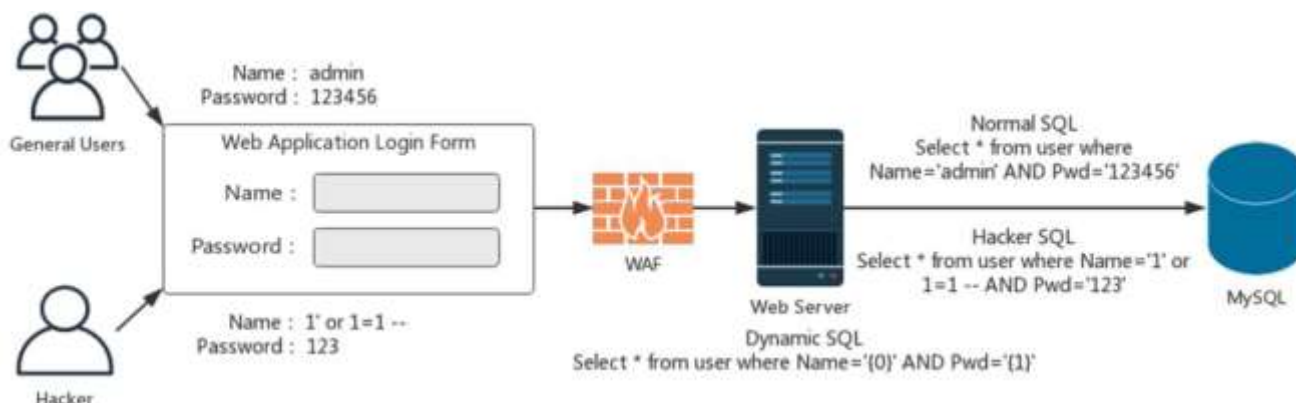 Name : admin
Password : 123456
General Users
Web Application Login Form
Name :
Password :
Name : 1' or 1=1 --
Password : 123
Hacker
WAF
Web Server
Dynamic SQL
Select * from user where Name='{0}' AND Pwd='{1}'
Normal SQL
Select * from user where
Name='admin' AND Pwd='123456'
Hacker SQL
Select * from user where Name='1' or
1=1 -- AND Pwd='123'
MySQL